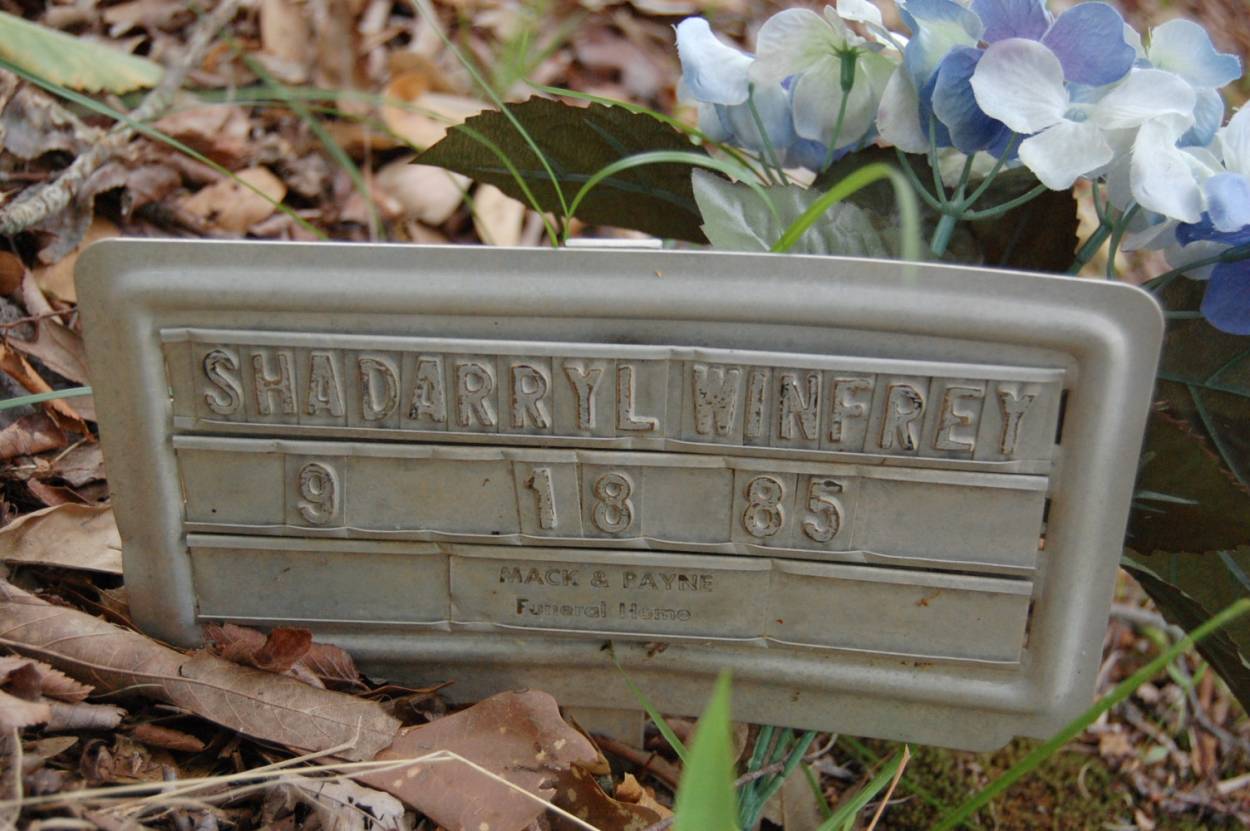 SHADARRYL WINFREY
9 18 85
MACK & PAYNE
Funeral Home